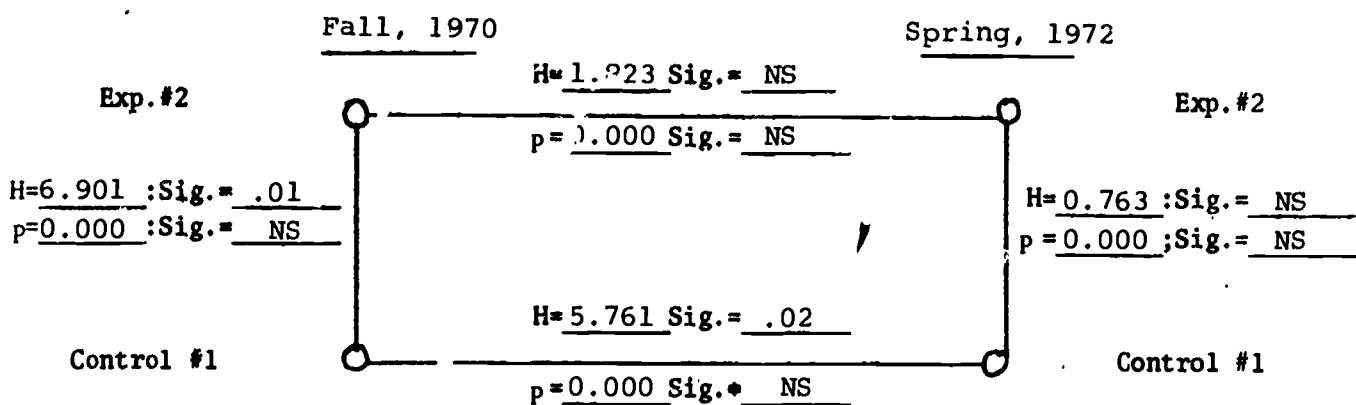 Fall, 1970
Spring, 1972
H= Sig.= NS
Exp.#2
Exp.#2
p= .000 Sig.= NS
H=6.901 :Sig.= .01
p=0.000 :Sig.= NS
H=0.763 :Sig.= NS
p=0.000 ;Sig.= NS
H=5.761 Sig.= .02
Control #1
Control #1
p=0.000 Sig.= NS